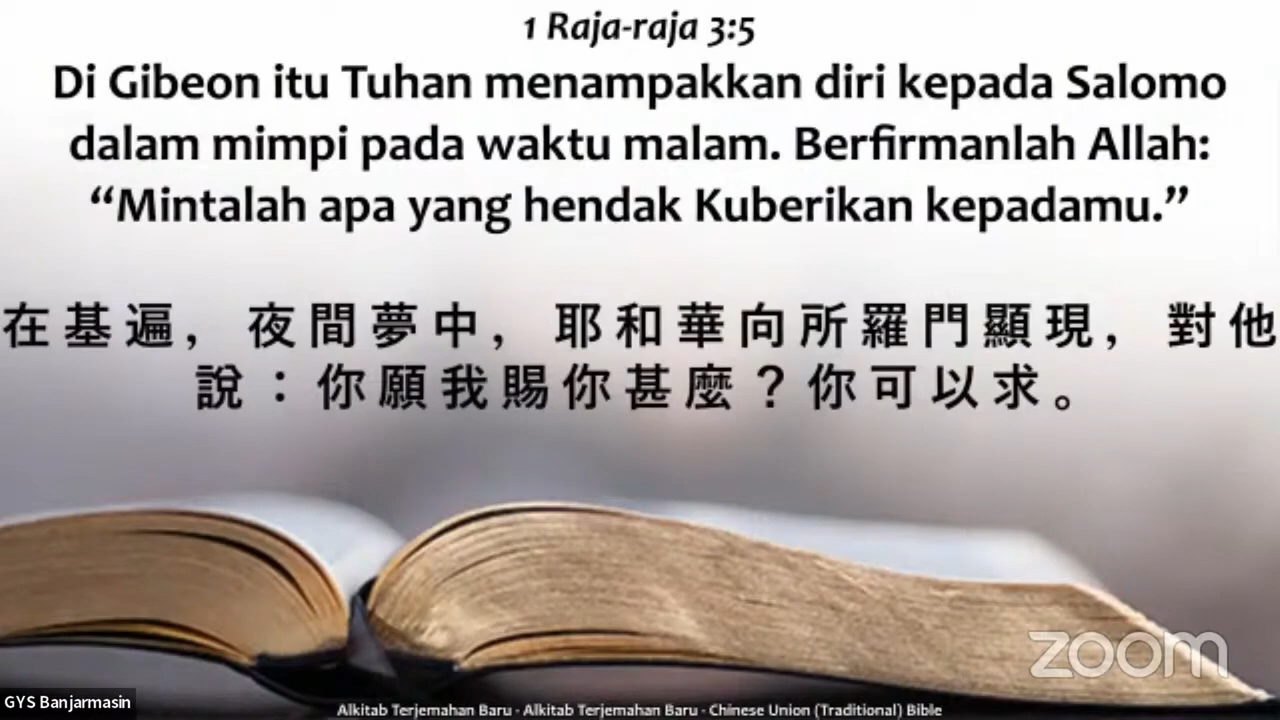 1 Raja-raja 3:5
Di Gibeon itu Tuhan menampakkan diri kepada Salomo
dalam mimpi pada waktu malam. Berfirmanlah Allah:
“Mintalah apa yang hendak Kuberikan kepadamu.”
在基遍，夜間夢中，耶和華向所羅門顯現，對他
說：你願我賜你甚麼？你可以求。
zoom
GYS Banjarmasin
Alkitab Terjemahan Baru - Alkitab Terjemahan Baru - Chinese Union (Traditional) Bible